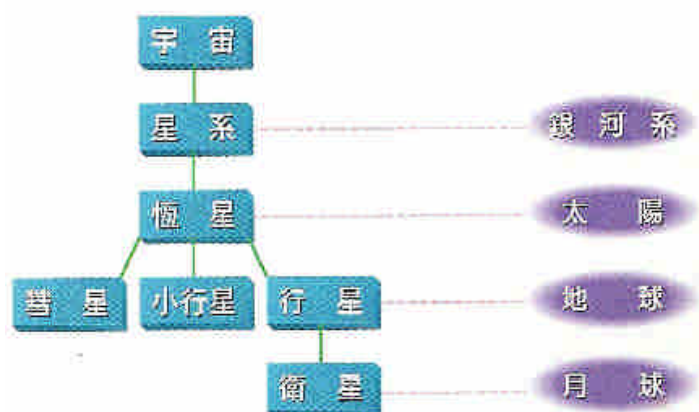 宇宙
星系 銀河系
恆星 太陽
彗星 小行星 行星 地球
衛星 月球